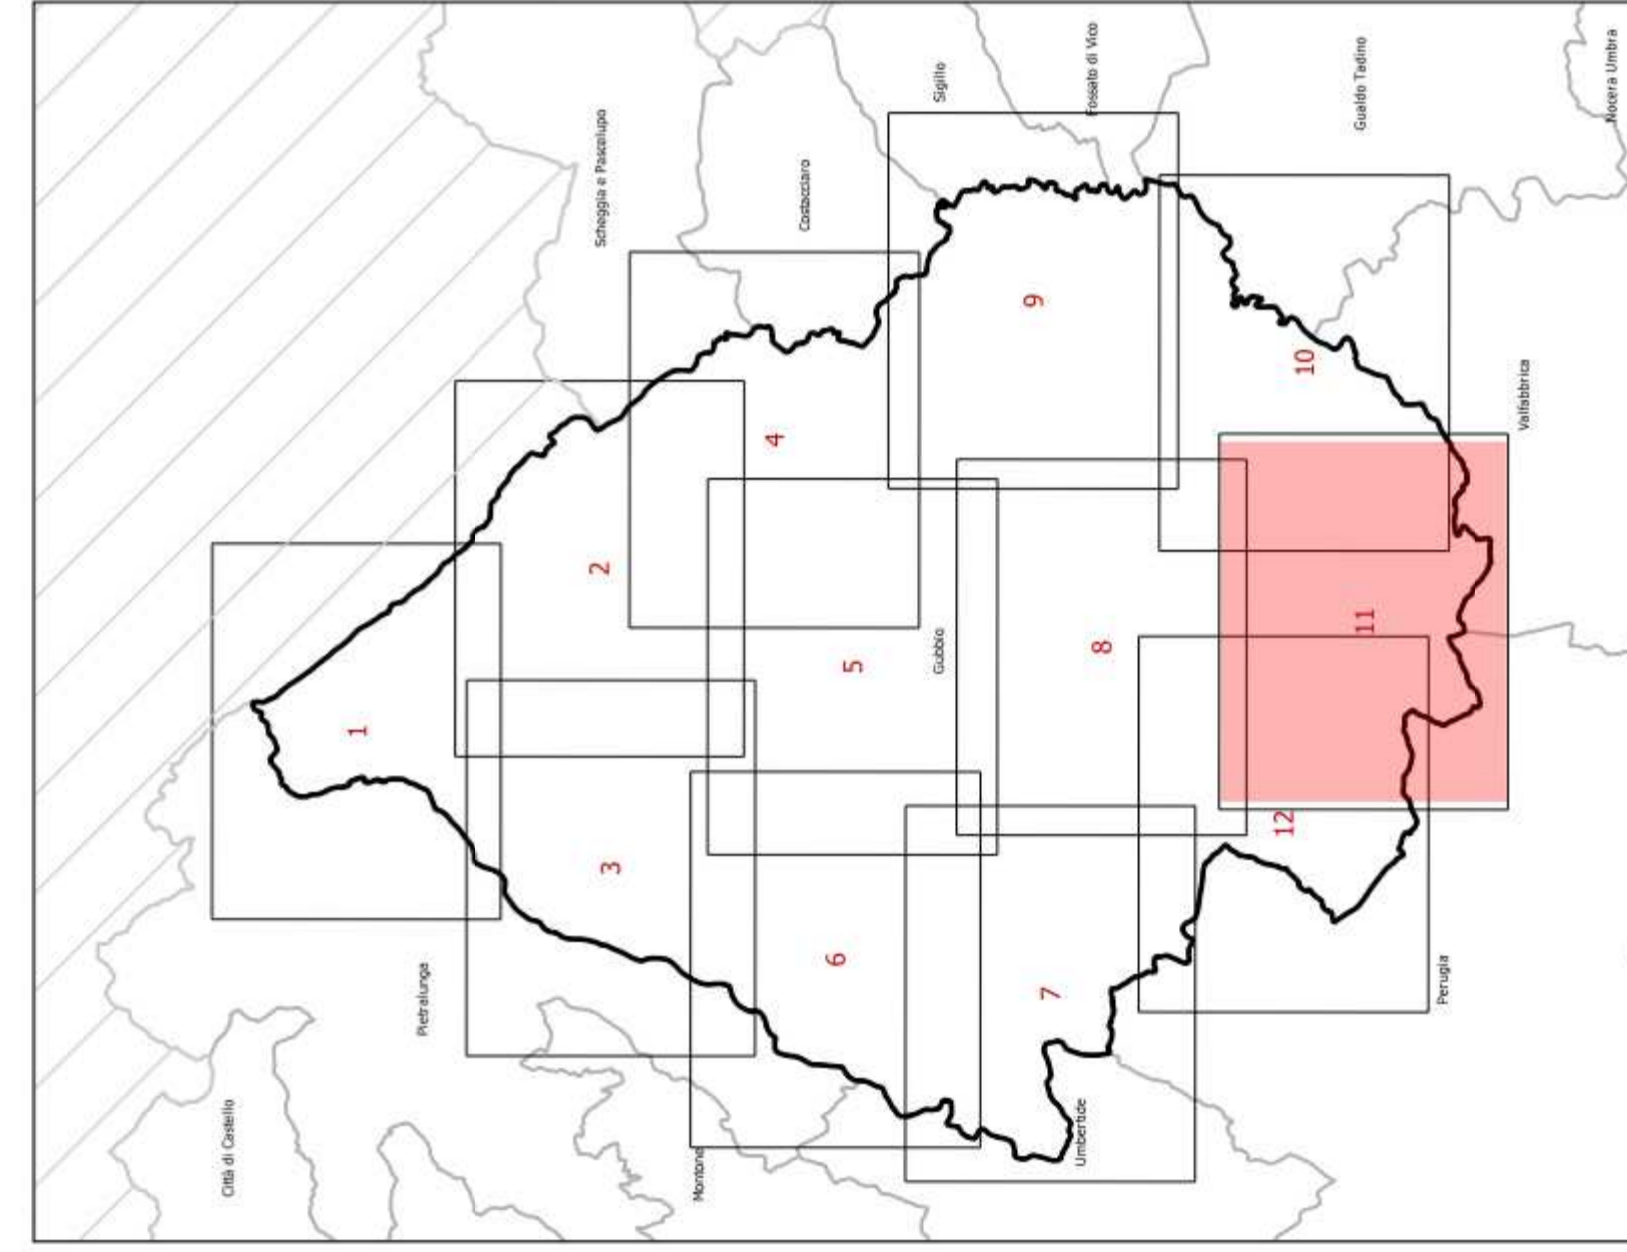 Città di Castello
Pietralunga
Montone
Umbertide
Perugia
Gubbio
Scheggia e Pascelupo
Costacciaro
Sigillo
Fossato di Vico
Gualdo Tadino
Nocera Umbra
Valfabbrica
1
2
3
4
5
6
7
8
9
10
11
12